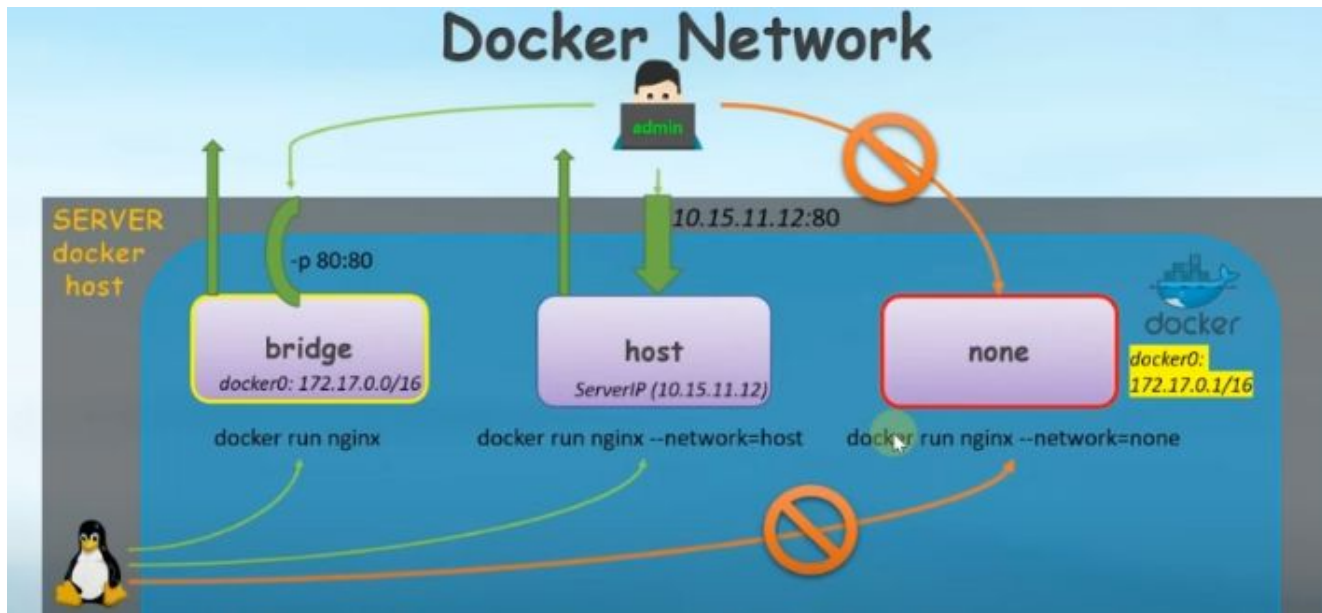 Docker Network
admin
SERVER
docker
host
-p 80:80
10.15.11.12:80
bridge
docker0: 172.17.0.0/16
host
ServerIP (10.15.11.12)
none
docker
docker0:
172.17.0.1/16
docker run nginx
docker run nginx --network=host
docker run nginx --network=none